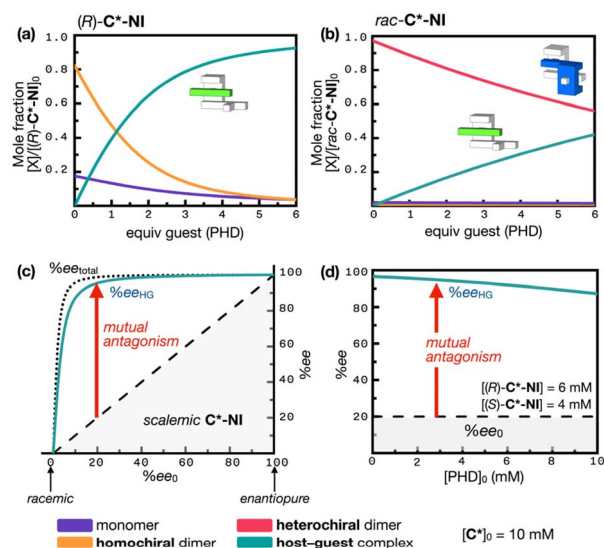 (R)-C*-NI
rac-C*-NI
(a)
(b)
Mole fraction
[X]/[(R)-C*-NI]₀
1.0
0.8
0.6
0.4
0.2
0 1 2 3 4 5 6
equiv guest (PHD)
Mole fraction
[X]/[rac-C*-NI]₀
1.0
0.8
0.6
0.4
0.2
0 1 2 3 4 5 6
equiv guest (PHD)
(c)
%ee_total
%ee_HG
mutual
antagonism
scalemic C*-NI
100
80
60
40
20
0
%ee
0 20 40 60 80 100
%ee₀
racemic
enantiopure
(d)
100
80
60
40
20
0
%ee
%ee_HG
mutual
antagonism
[(R)-C*-NI] = 6 mM
[(S)-C*-NI] = 4 mM
%ee₀
0 2 4 6 8 10
[PHD]₀ (mM)
monomer
heterochiral dimer
[C*]₀ = 10 mM
homochiral dimer
host–guest complex